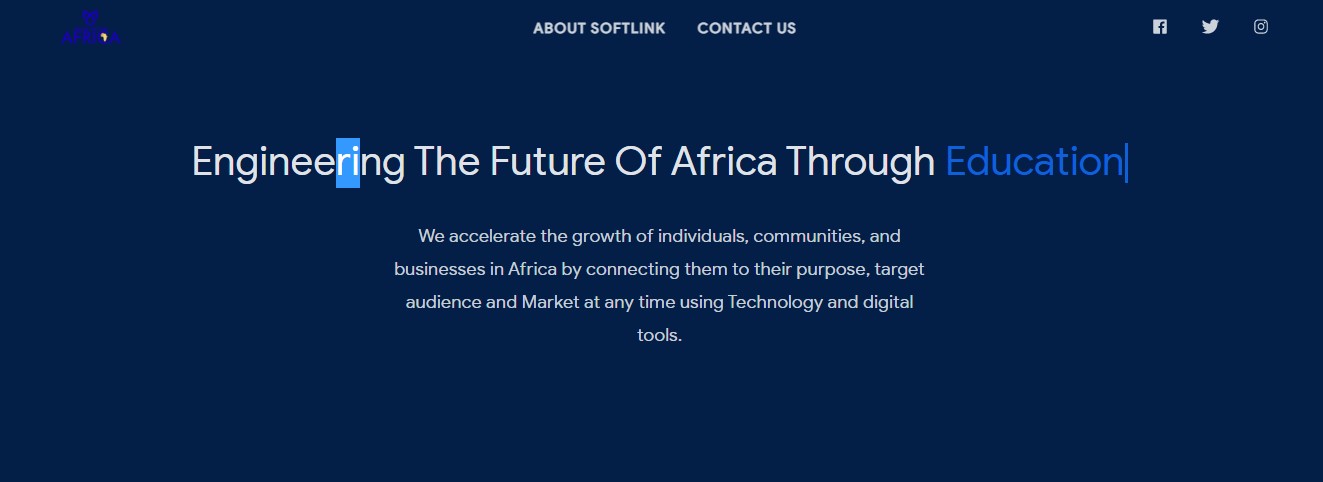 AFRICA
ABOUT SOFTLINK CONTACT US
Engineering The Future Of Africa Through Education
We accelerate the growth of individuals, communities, and
businesses in Africa by connecting them to their purpose, target
audience and Market at any time using Technology and digital
tools.